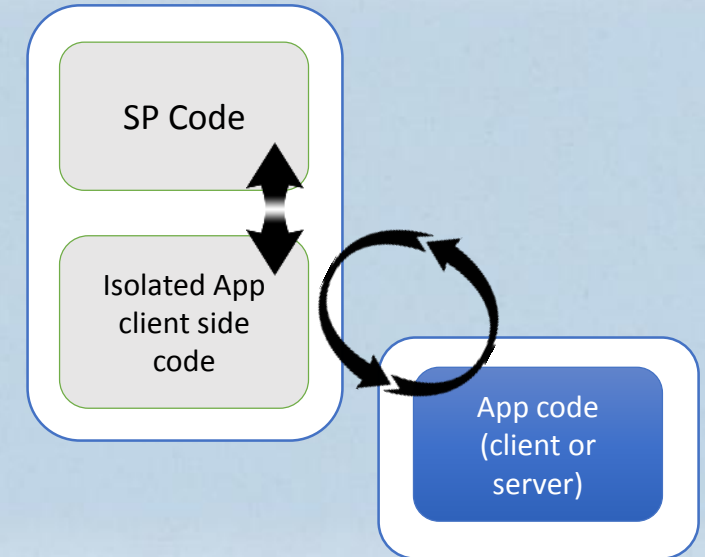 SP Code
Isolated App
client side
code
App code
(client or
server)